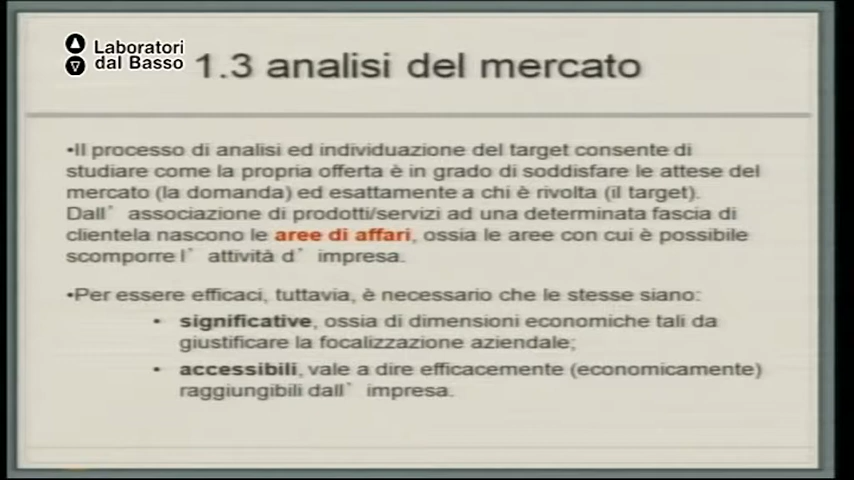 Laboratori
dal Basso
1.3 analisi del mercato
•Il processo di analisi ed individuazione del target consente di
studiare come la propria offerta è in grado di soddisfare le attese del
mercato (la domanda) ed esattamente a chi è rivolta (il target).
Dall’ associazione di prodotti/servizi ad una determinata fascia di
clientela nascono le aree di affari, ossia le aree con cui è possibile
scomporre l’ attività d’ impresa.
•Per essere efficaci, tuttavia, è necessario che le stesse siano:
• significative, ossia di dimensioni economiche tali da
giustificare la focalizzazione aziendale;
• accessibili, vale a dire efficacemente (economicamente)
raggiungibili dall’ impresa.